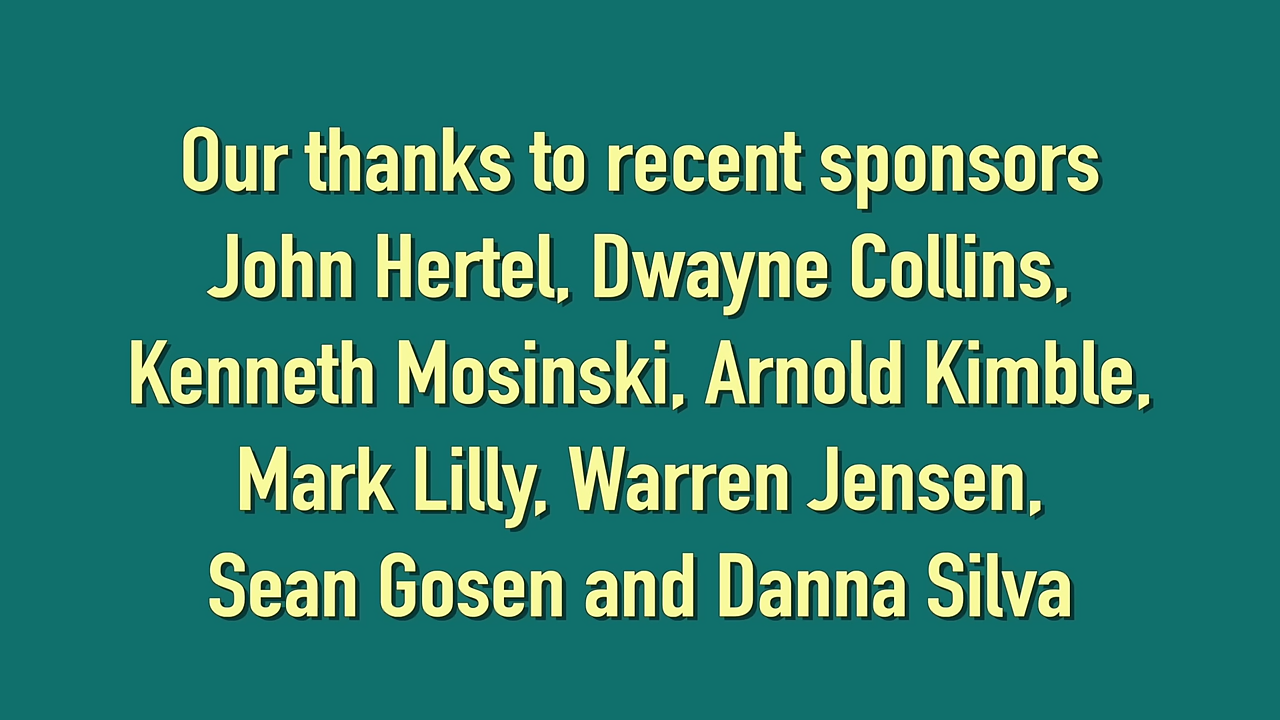 Our thanks to recent sponsors
John Hertel, Dwayne Collins,
Kenneth Mosinski, Arnold Kimble,
Mark Lilly, Warren Jensen,
Sean Gosen and Danna Silva